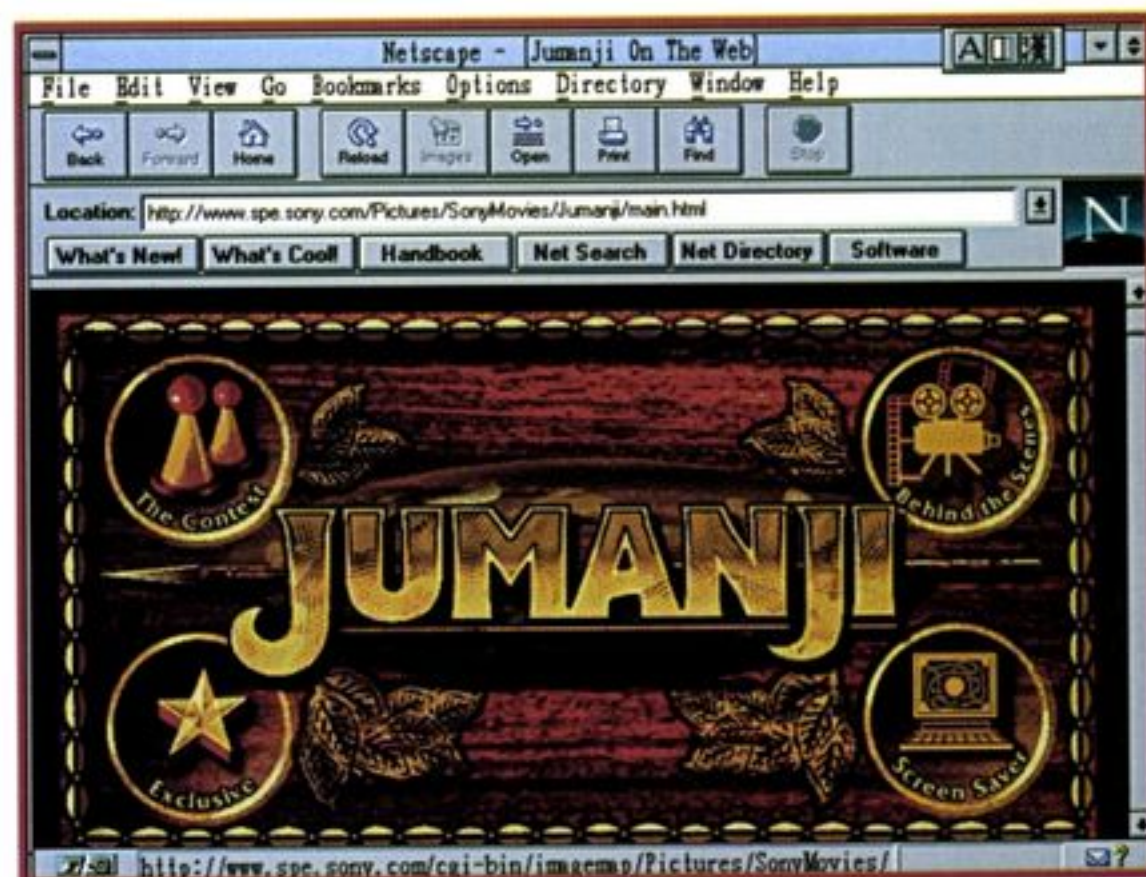 Netscape - [Jumanji On The Web]
A 漢
File Edit View Go Bookmarks Options Directory Window Help
Back Forward Home Reload Images Open Print Find Stop
Location: http://www.spe.sony.com/Pictures/SonyMovies/Jumanji/main.html
N
What's New! What's Cool! Handbook Net Search Net Directory Software
The Contest
Behind the Scenes
JUMANJI
Exclusive
Screen Saver
http://www.spe.sony.com/cgi-bin/imagemap/Pictures/SonyMovies/
?